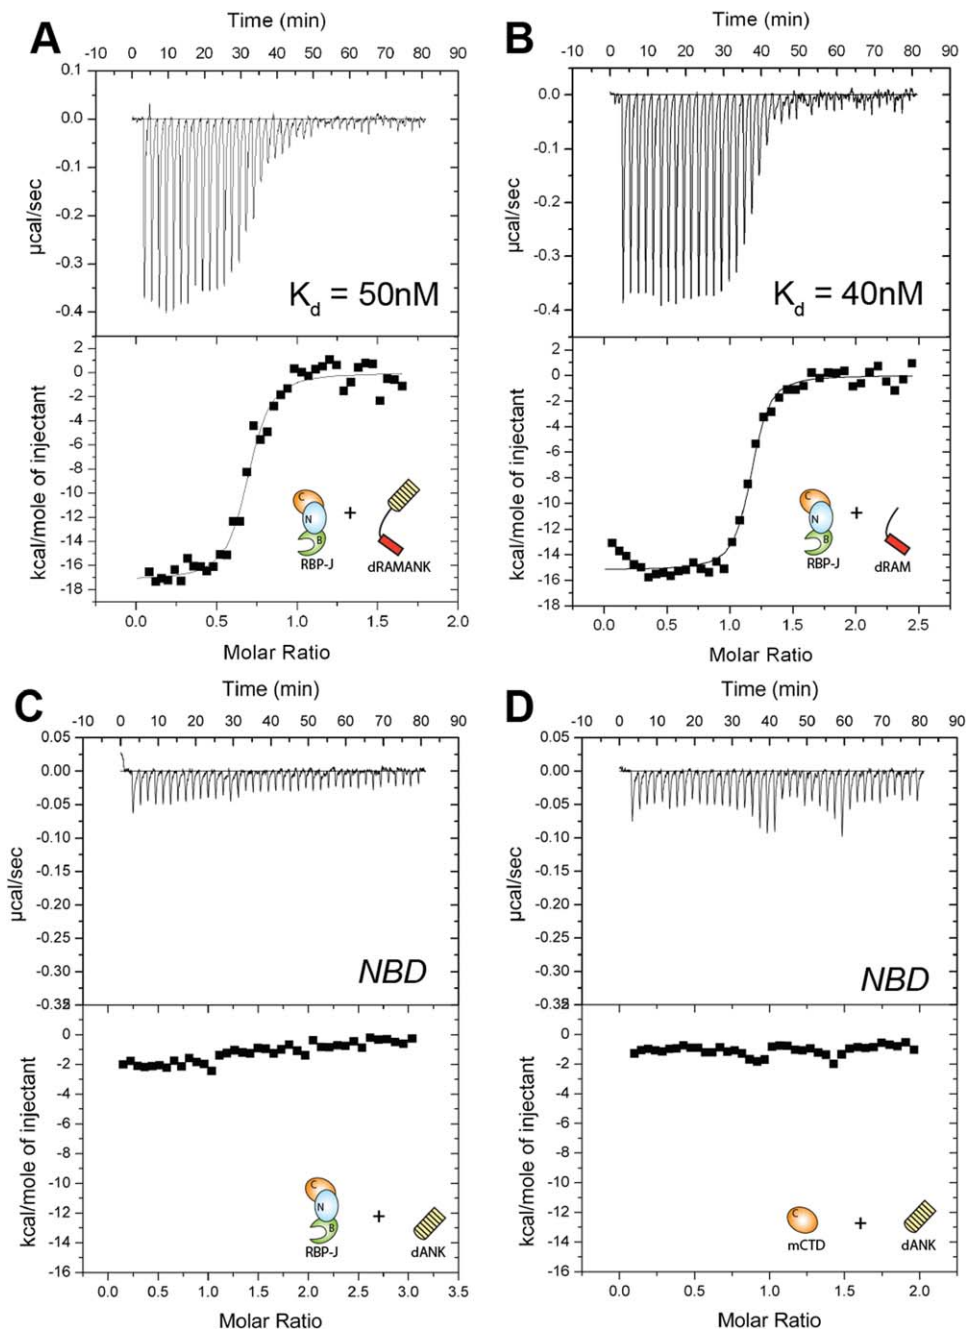 A
Time (min)
-10 0 10 20 30 40 50 60 70 80 90
0.1
0.0
-0.1
-0.2
-0.3
-0.4
µcal/sec
Kd = 50nM
2
0
-2
-4
-6
-8
-10
-12
-14
-16
-18
kcal/mole of injectant
C
N
B
RBP-J
+
dRAMANK
0.0 0.5 1.0 1.5 2.0
Molar Ratio
B
Time (min)
-10 0 10 20 30 40 50 60 70 80 90
0.0
-0.1
-0.2
-0.3
-0.4
µcal/sec
Kd = 40nM
2
0
-2
-4
-6
-8
-10
-12
-14
-16
-18
kcal/mole of injectant
C
N
B
RBP-J
+
dRAM
0.0 0.5 1.0 1.5 2.0 2.5
Molar Ratio
C
Time (min)
-10 0 10 20 30 40 50 60 70 80 90
0.05
0.00
-0.05
-0.10
-0.15
-0.20
-0.25
-0.30
µcal/sec
NBD
0
-2
-4
-6
-8
-10
-12
-14
-16
kcal/mole of injectant
C
N
B
RBP-J
+
dANK
0.0 0.5 1.0 1.5 2.0 2.5 3.0 3.5
Molar Ratio
D
Time (min)
-10 0 10 20 30 40 50 60 70 80 90
0.05
0.00
-0.05
-0.10
-0.15
-0.20
-0.25
-0.30
µcal/sec
NBD
0
-2
-4
-6
-8
-10
-12
-14
-16
kcal/mole of injectant
C
mCTD
+
dANK
0.0 0.5 1.0 1.5 2.0
Molar Ratio